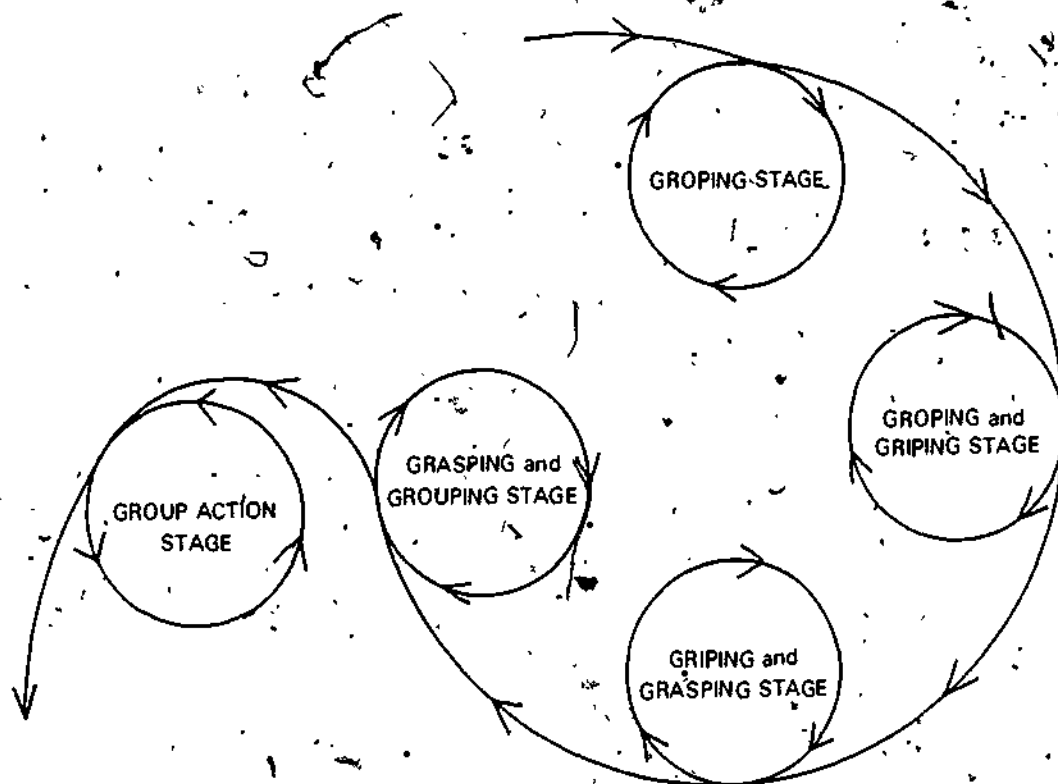 GROPING STAGE
GROPING and
GRIPING STAGE
GRIPING and
GRASPING STAGE
GRASPING and
GROUPING STAGE
GROUP ACTION
STAGE